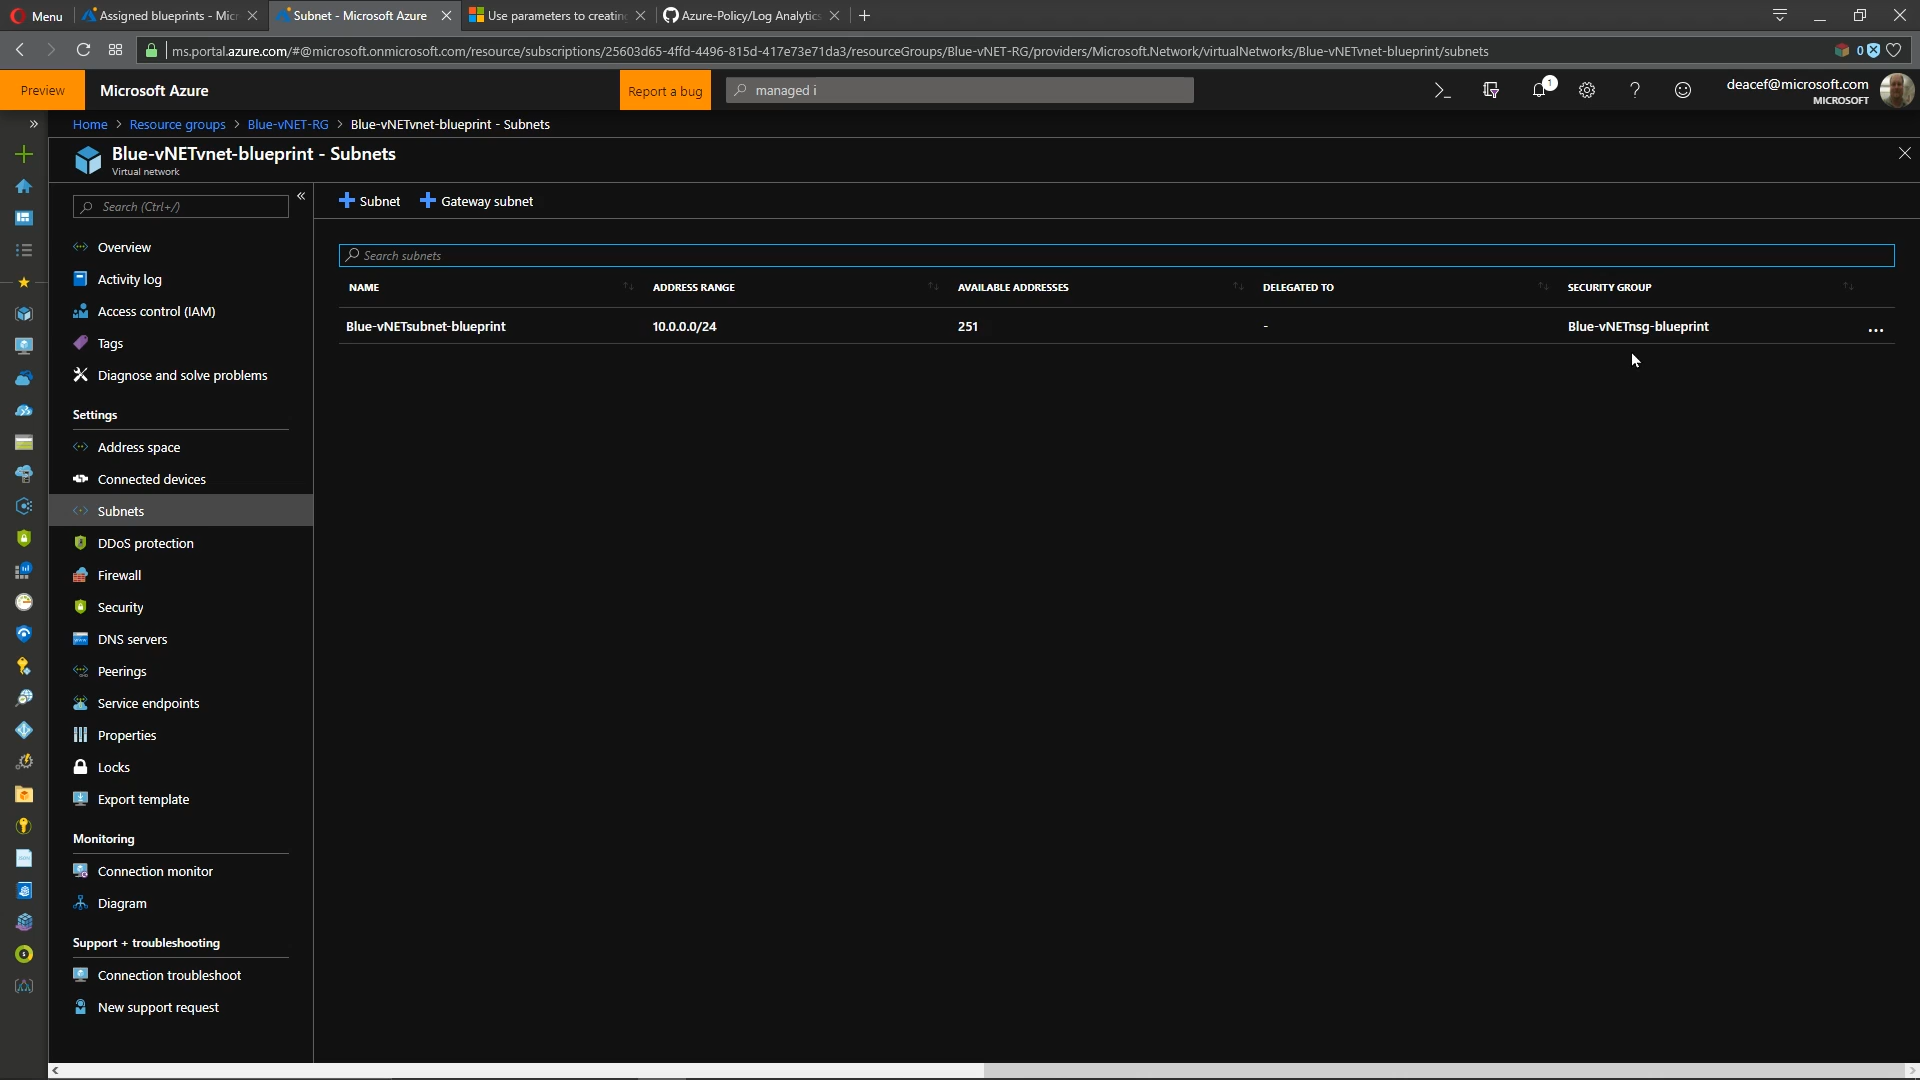 Menu
Assigned blueprints - Micr
Subnet - Microsoft Azure
Use parameters to creatin
Azure-Policy/Log Analytics
ms.portal.azure.com/#@microsoft.onmicrosoft.com/resource/subscriptions/25603d65-4ffd-4496-815d-417e73e71da3/resourceGroups/Blue-vNET-RG/providers/Microsoft.Network/virtualNetworks/Blue-vNETvnet-blueprint/subnets
0
Preview
Microsoft Azure
Report a bug
managed i
1
deacef@microsoft.com
MICROSOFT
Home > Resource groups > Blue-vNET-RG > Blue-vNETvnet-blueprint - Subnets
Blue-vNETvnet-blueprint - Subnets
Virtual network
Search (Ctrl+/)
Subnet
Gateway subnet
Overview
Activity log
Access control (IAM)
Tags
Diagnose and solve problems
Settings
Address space
Connected devices
Subnets
DDoS protection
Firewall
Security
DNS servers
Peerings
Service endpoints
Properties
Locks
Export template
Monitoring
Connection monitor
Diagram
Support + troubleshooting
Connection troubleshoot
New support request
Search subnets
NAME ADDRESS RANGE AVAILABLE ADDRESSES DELEGATED TO SECURITY GROUP
Blue-vNETsubnet-blueprint 10.0.0.0/24 251 - Blue-vNETnsg-blueprint ...